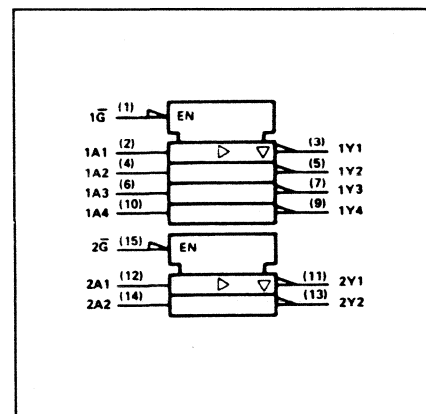 1G̅ (1) EN
1A1 (2) (3) 1Y1
1A2 (4) (5) 1Y2
1A3 (6) (7) 1Y3
1A4 (10) (9) 1Y4
2G̅ (15) EN
2A1 (12) (11) 2Y1
2A2 (14) (13) 2Y2